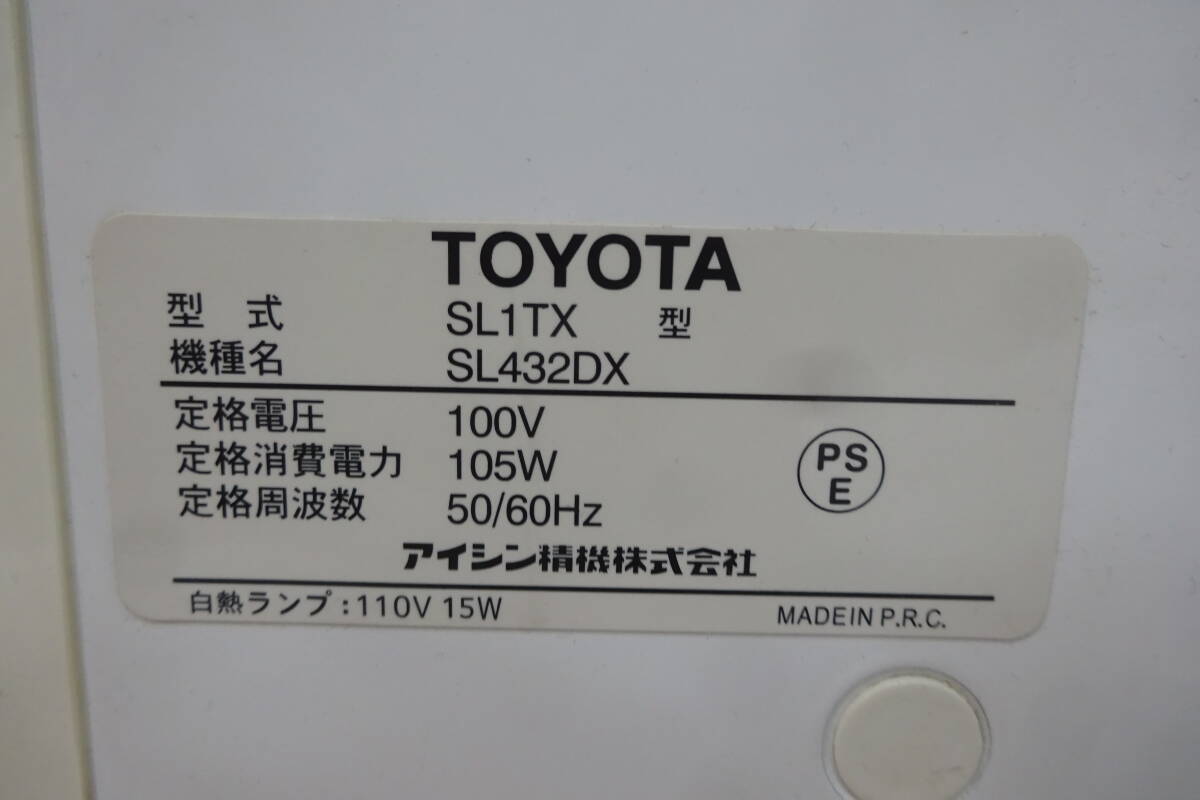 TOYOTA
型 式 SL1TX 型
機種名 SL432DX
定格電圧 100V
定格消費電力 105W
定格周波数 50/60Hz
PS
E
アイシン精機株式会社
白熱ランプ:110V 15W MADE IN P.R.C.